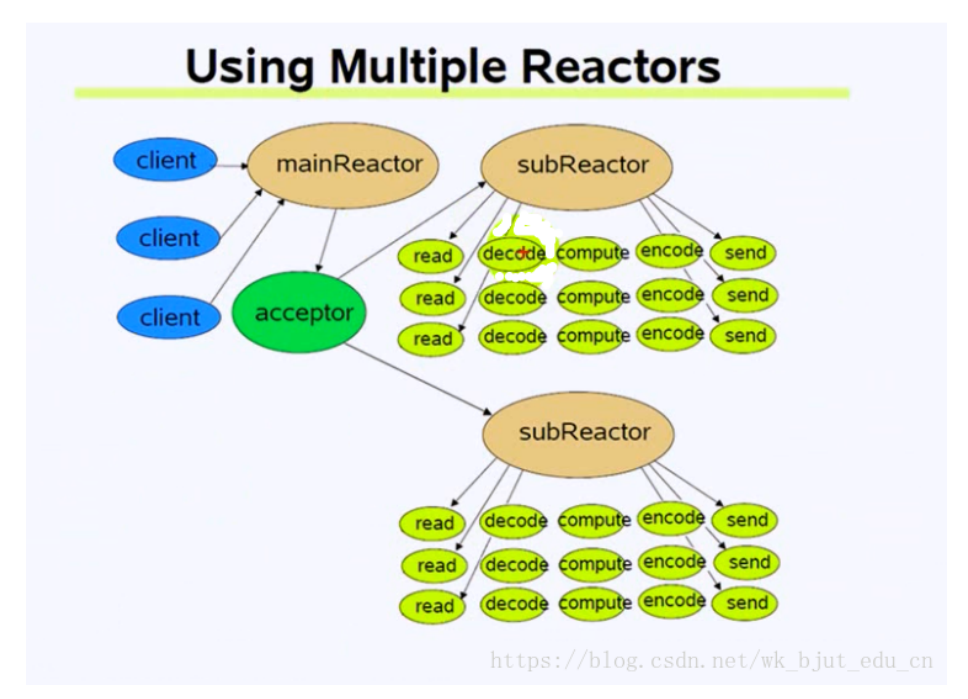 Using Multiple Reactors
client
mainReactor
subReactor
client
read decode compute encode send
client
acceptor
read decode compute encode send
read decode compute encode send
subReactor
read decode compute encode send
read decode compute encode send
read decode compute encode send
https://blog.csdn.net/wk_bjut_edu_cn